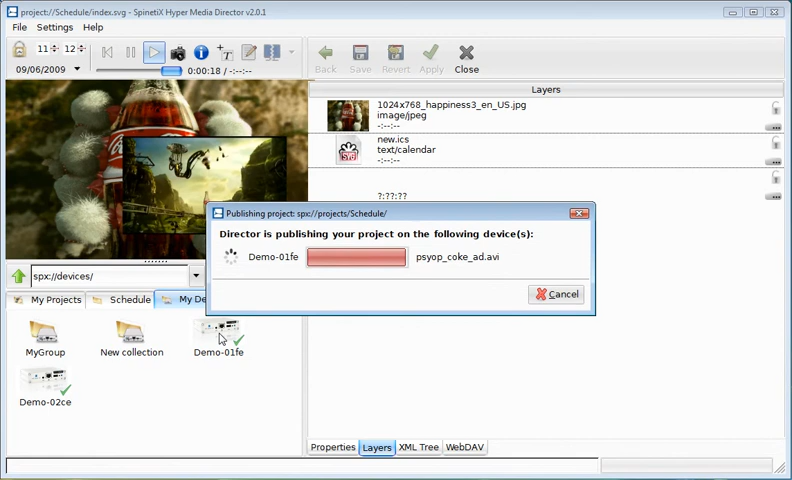 project://Schedule/index.svg - SpinetiX Hyper Media Director v2.0.1
File Settings Help
11 12
09/06/2009
0:00:18 / -:--:--
Back Save Revert Apply Close
Layers
1024x768_happiness3_en_US.jpg
image/jpeg
-:--:--
new.ics
text/calendar
-:--:--
SVG
?:??:??
Publishing project: spx://projects/Schedule/
Director is publishing your project on the following device(s):
Demo-01fe psyop_coke_ad.avi
Cancel
spx://devices/
My Projects Schedule My De
MyGroup New collection Demo-01fe
Demo-02ce
Properties Layers XML Tree WebDAV